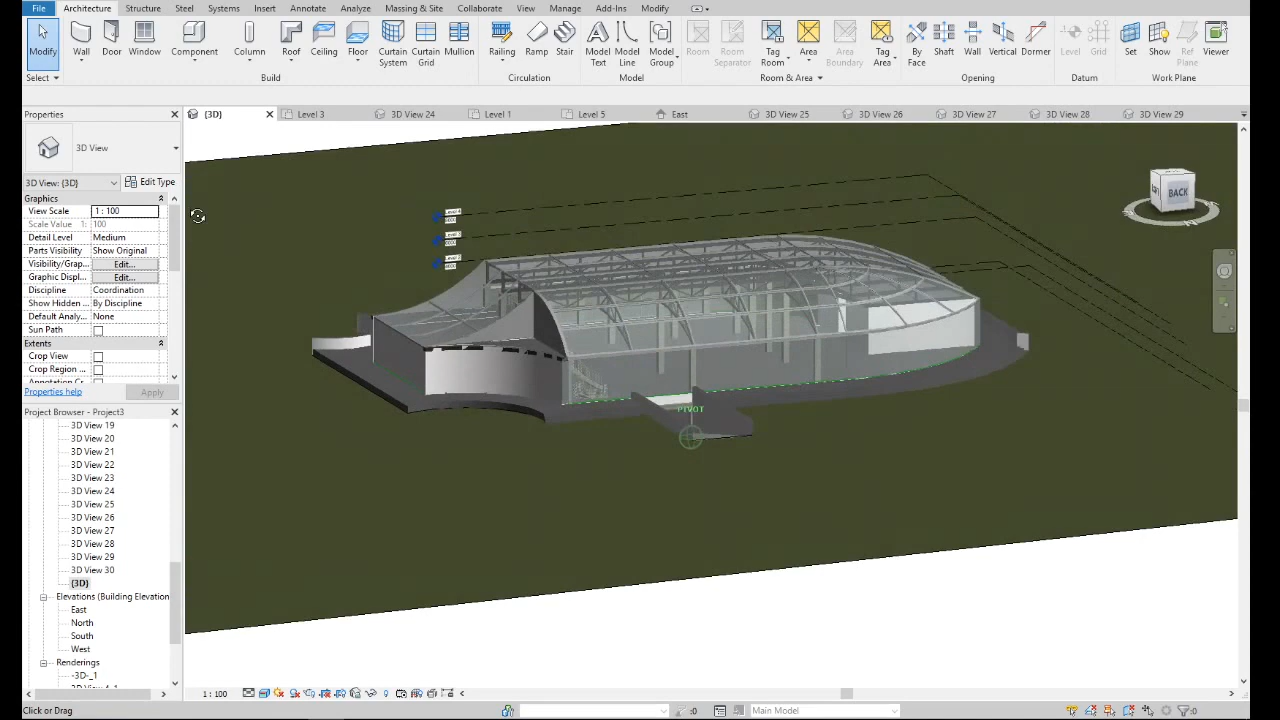 File Architecture Structure Steel Systems Insert Annotate Analyze Massing & Site Collaborate View Manage Add-Ins Modify
Modify Wall Door Window Component Column Roof Ceiling Floor Curtain System Curtain Grid Mullion Railing Ramp Stair Model Text Model Line Model Group Room Room Separator Tag Room Area Area Boundary Tag Area By Face Shaft Wall Vertical Dormer Level Grid Set Show Ref Plane Viewer
Select Build Circulation Model Room & Area Opening Datum Work Plane
Properties
{3D} Level 3 3D View 24 Level 1 Level 5 East 3D View 25 3D View 26 3D View 27 3D View 28 3D View 29
3D View
3D View: {3D} Edit Type
Graphics
View Scale 1 : 100
Scale Value 1: 100
Detail Level Medium
Parts Visibility Show Original
Visibility/Grap... Edit...
Graphic Displ... Edit...
Discipline Coordination
Show Hidden ... By Discipline
Default Analy... None
Sun Path
Extents
Crop View
Crop Region ...
Annotation Cr
Properties help Apply
Project Browser - Project3
3D View 19
3D View 20
3D View 21
3D View 22
3D View 23
3D View 24
3D View 25
3D View 26
3D View 27
3D View 28
3D View 29
3D View 30
{3D}
Elevations (Building Elevation
East
North
South
West
Renderings
-3D-_1
3D View 4_1
BACK
PIVOT
1 : 100
Click or Drag :0 Main Model :0